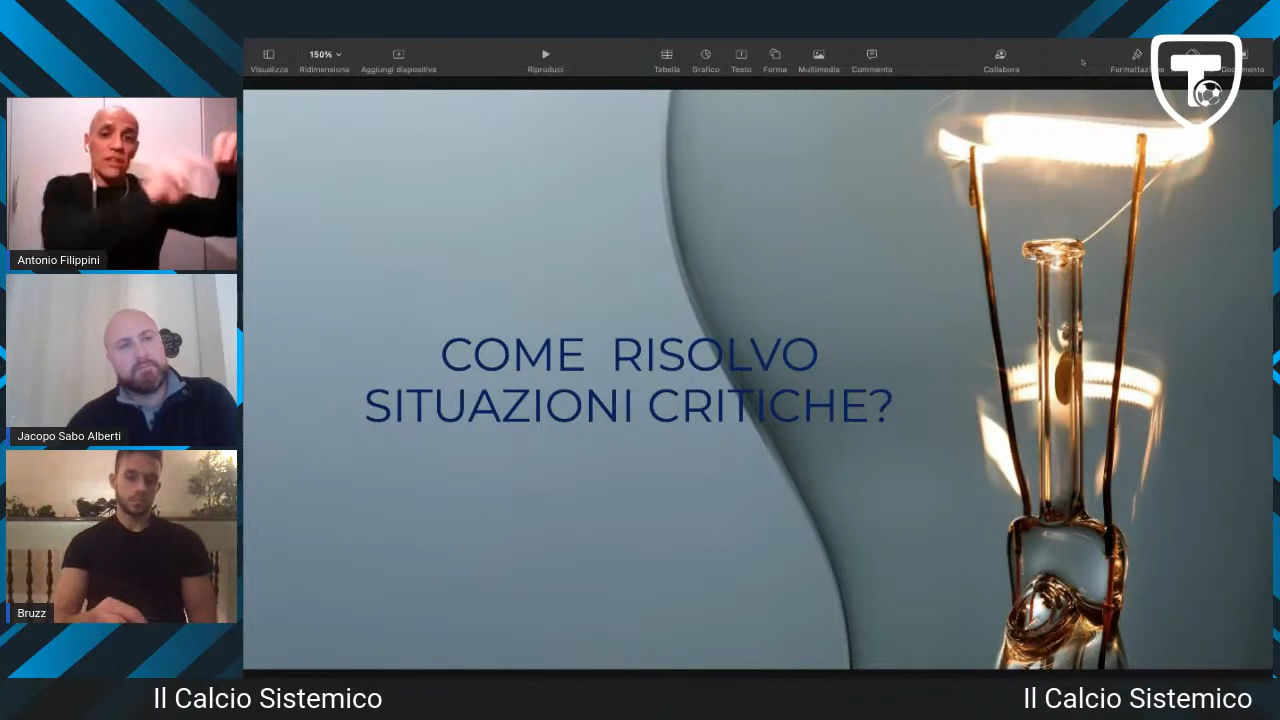 150%
Visualizza Ridimensiona Aggiungi diapositiva Riproduci Tabella Grafico Testo Forma Multimedia Commento Collabora
Antonio Filippini
Jacopo Sabo Alberti
Bruzz
COME RISOLVO
SITUAZIONI CRITICHE?
Il Calcio Sistemico Il Calcio Sistemico